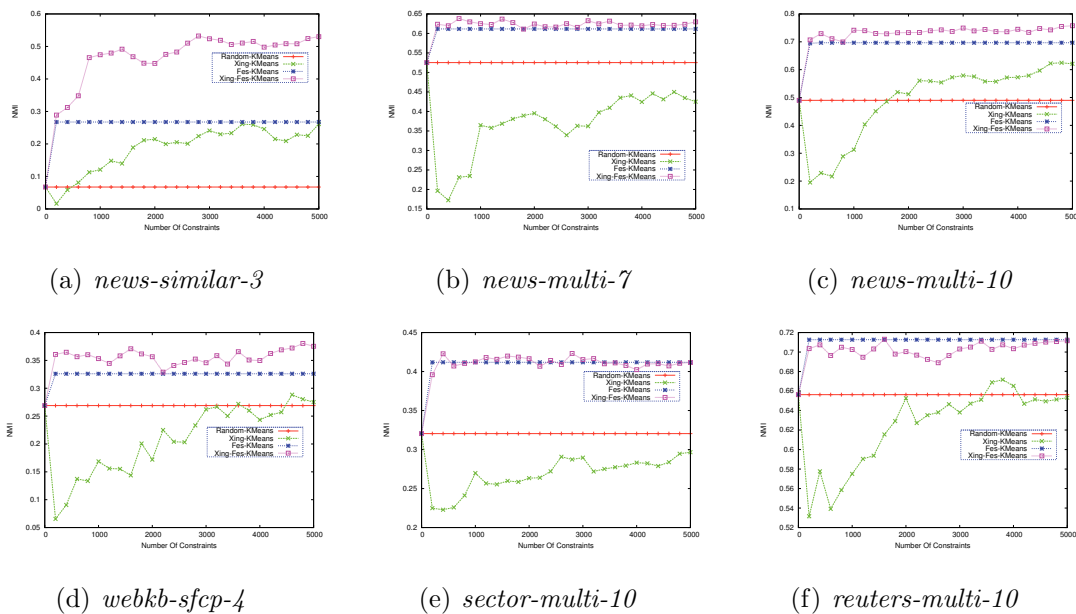 0.6
0.5
0.4
0.3
0.2
0.1
0
NMI
Random-KMeans
Xing-KMeans
Fes-KMeans
Xing-Fes-KMeans
0 1000 2000 3000 4000 5000
Number Of Constraints
(a) news-similar-3
0.65
0.6
0.55
0.5
0.45
0.4
0.35
0.3
0.25
0.2
0.15
NMI
Random-KMeans
Xing-KMeans
Fes-KMeans
Xing-Fes-KMeans
0 1000 2000 3000 4000 5000
Number Of Constraints
(b) news-multi-7
0.8
0.7
0.6
0.5
0.4
0.3
0.2
0.1
NMI
Random-KMeans
Xing-KMeans
Fes-KMeans
Xing-Fes-KMeans
0 1000 2000 3000 4000 5000
Number Of Constraints
(c) news-multi-10
0.4
0.35
0.3
0.25
0.2
0.15
0.1
0.05
NMI
Random-KMeans
Xing-KMeans
Fes-KMeans
Xing-Fes-KMeans
0 1000 2000 3000 4000 5000
Number Of Constraints
(d) webkb-sfcp-4
0.45
0.4
0.35
0.3
0.25
0.2
NMI
Random-KMeans
Xing-KMeans
Fes-KMeans
Xing-Fes-KMeans
0 1000 2000 3000 4000 5000
Number Of Constraints
(e) sector-multi-10
0.72
0.7
0.68
0.66
0.64
0.62
0.6
0.58
0.56
0.54
0.52
NMI
Random-KMeans
Xing-KMeans
Fes-KMeans
Xing-Fes-KMeans
0 1000 2000 3000 4000 5000
Number Of Constraints
(f) reuters-multi-10